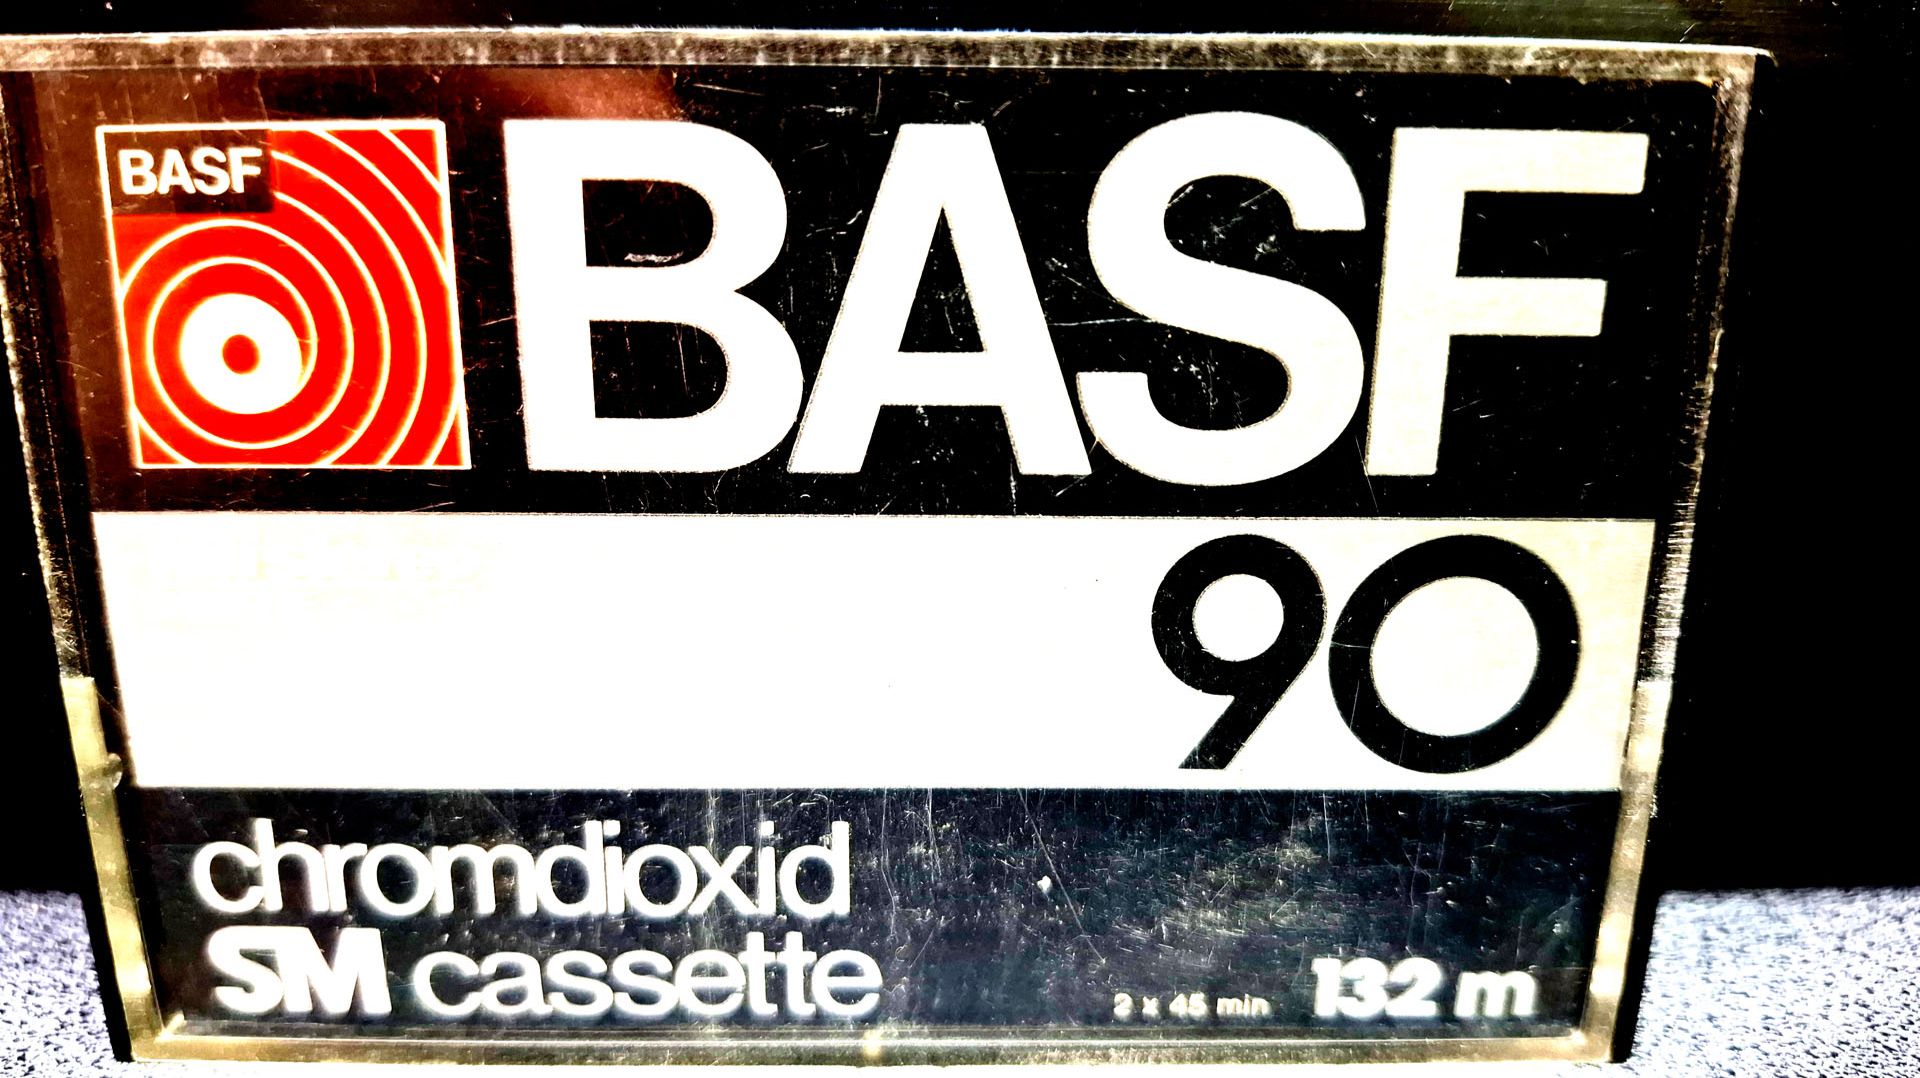 BASF
BASF
90
chromdioxid
SM cassette
2 x 45 min 132 m